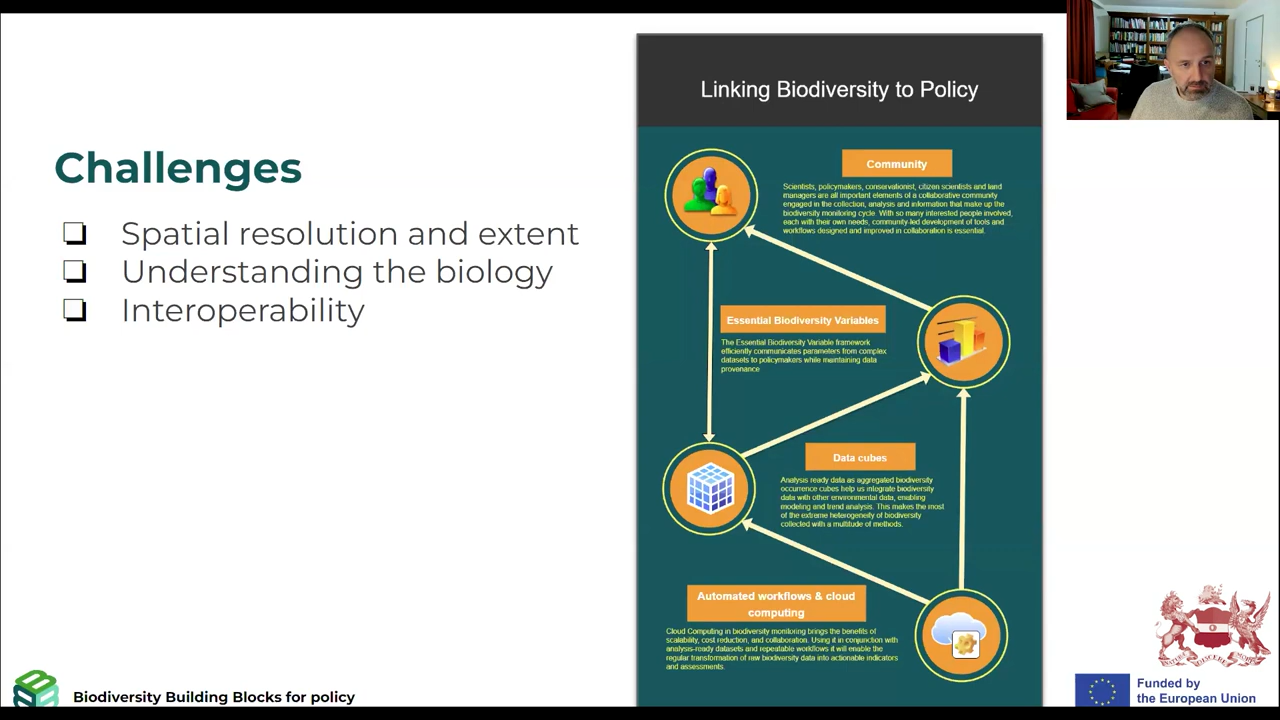 Challenges
❏ Spatial resolution and extent
❏ Understanding the biology
❏ Interoperability
Linking Biodiversity to Policy
Community
Scientists, policymakers, conservationist, citizen scientists and land
managers are all important elements of a collaborative community
engaged in the collection, analysis and information that make up the
biodiversity monitoring cycle. With so many interested people involved,
each with their own needs, community led development of tools and
workflows designed and improved in collaboration is essential.
Essential Biodiversity Variables
The Essential Biodiversity Variable framework
efficiently communicates parameters from complex
datasets to policymakers while maintaining data
provenance
Data cubes
Analysis ready data as aggregated biodiversity
occurrence cubes help us integrate biodiversity
data with other environmental data, enabling
modeling and trend analysis. This makes the most
of the extreme heterogeneity of biodiversity
collected with a multitude of methods.
Automated workflows & cloud
computing
Cloud Computing in biodiversity monitoring brings the benefits of
scalability, cost reduction, and collaboration. Using it in conjunction with
analysis-ready datasets and repeatable workflows it will enable the
regular transformation of raw biodiversity data into actionable indicators
and assessments.
Biodiversity Building Blocks for policy
Funded by
the European Union